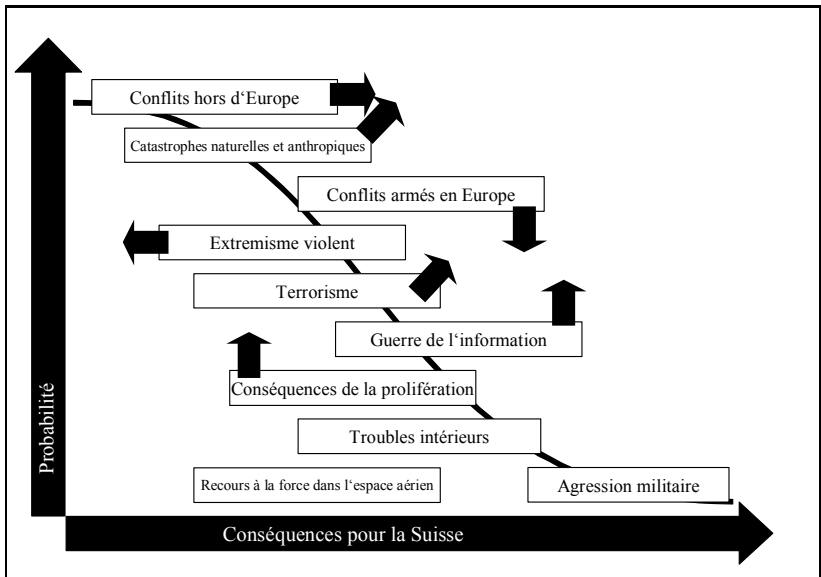 Conflits hors d‘Europe
Catastrophes naturelles et anthropiques
Conflits armés en Europe
Extremisme violent
Terrorisme
Guerre de l‘information
Conséquences de la prolifération
Troubles intérieurs
Recours à la force dans l‘espace aérien
Agression militaire
Probabilité
Conséquences pour la Suisse